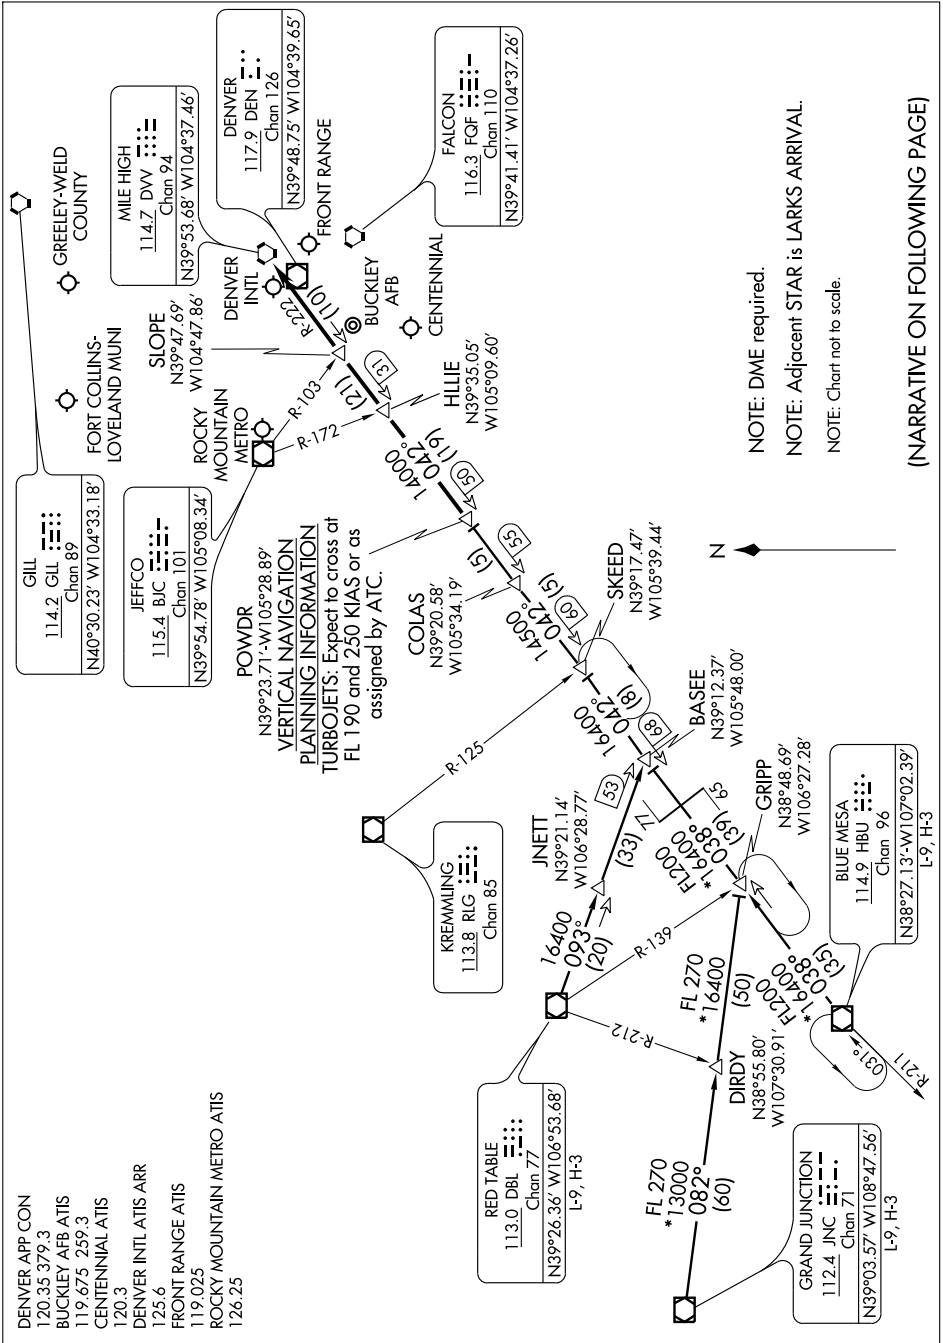 DENVER APP CON
120.35 379.3
BUCKLEY AFB ATIS
119.675 259.3
CENTENNIAL ATIS
120.3
DENVER INTL ATIS ARR
125.6
FRONT RANGE ATIS
119.025
ROCKY MOUNTAIN METRO ATIS
126.25
GILL
114.2 GLL
Chan 89
N40°30.23' W104°33.18'
JEFFCO
115.4 BJC
Chan 101
N39°54.78' W105°08.34'
FORT COLLINS-
LOVELAND MUNI
GREELEY-WELD
COUNTY
MILE HIGH
114.7 DVV
Chan 94
N39°53.68' W104°37.46'
DENVER
117.9 DEN
Chan 126
N39°48.75' W104°39.65'
FALCON
116.3 FQF
Chan 110
N39°41.41' W104°37.26'
ROCKY
MOUNTAIN
METRO
SLOPE
N39°47.69'
W104°47.86'
DENVER
INTL
FRONT RANGE
BUCKLEY
AFB
CENTENNIAL
R-222
(10)
R-103
R-172
(21)
31
HLLIE
N39°35.05'
W105°09.60'
14000
042°
(19)
50
POWDR
N39°23.71'-W105°28.89'
VERTICAL NAVIGATION
PLANNING INFORMATION
TURBOJETS: Expect to cross at
FL 190 and 250 KIAS or as
assigned by ATC.
(5)
55
COLAS
N39°20.58'
W105°34.19'
14500
042°
(5)
60
SKEED
N39°17.47'
W105°39.44'
R-125
16400
042°
(8)
68
BASEE
N39°12.37'
W105°48.00'
KREMMLING
113.8 RLG
Chan 85
JNETT
N39°21.14'
W106°28.77'
53
(33)
77
65
16400
093°
(20)
FL200
*16400
038°
(39)
GRIPP
N38°48.69'
W106°27.28'
R-139
R-212
RED TABLE
113.0 DBL
Chan 77
N39°26.36' W106°53.68'
L-9, H-3
FL 270
*16400
(50)
FL200
*16400
038°
(35)
BLUE MESA
114.9 HBU
Chan 96
N38°27.13'-W107°02.39'
L-9, H-3
031°
R-211
DIRDY
N38°55.80'
W107°30.91'
FL 270
*13000
082°
(60)
GRAND JUNCTION
112.4 JNC
Chan 71
N39°03.57' W108°47.56'
L-9, H-3
N
NOTE: DME required.
NOTE: Adjacent STAR is LARKS ARRIVAL.
NOTE: Chart not to scale.
(NARRATIVE ON FOLLOWING PAGE)